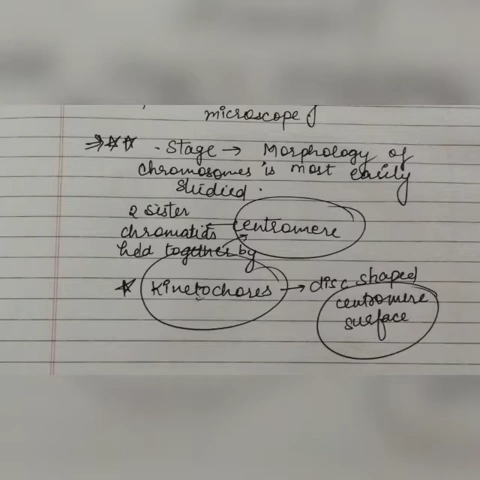 microscope
⇒☆☆ . Stage → Morphology of
chromosomes is most easily
studied .
2 sister
chromatids centromere
held together by
☆ Kinetochores → disc shaped
centromere
surface